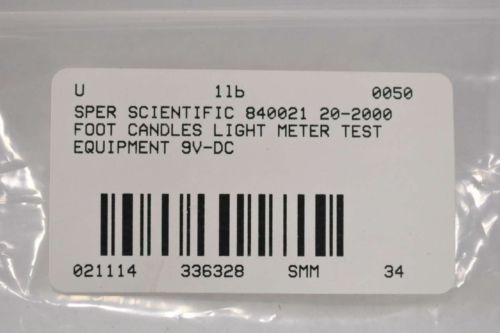 U 1lb 0050
SPER SCIENTIFIC 840021 20-2000
FOOT CANDLES LIGHT METER TEST
EQUIPMENT 9V-DC
021114 336328 SMM 34